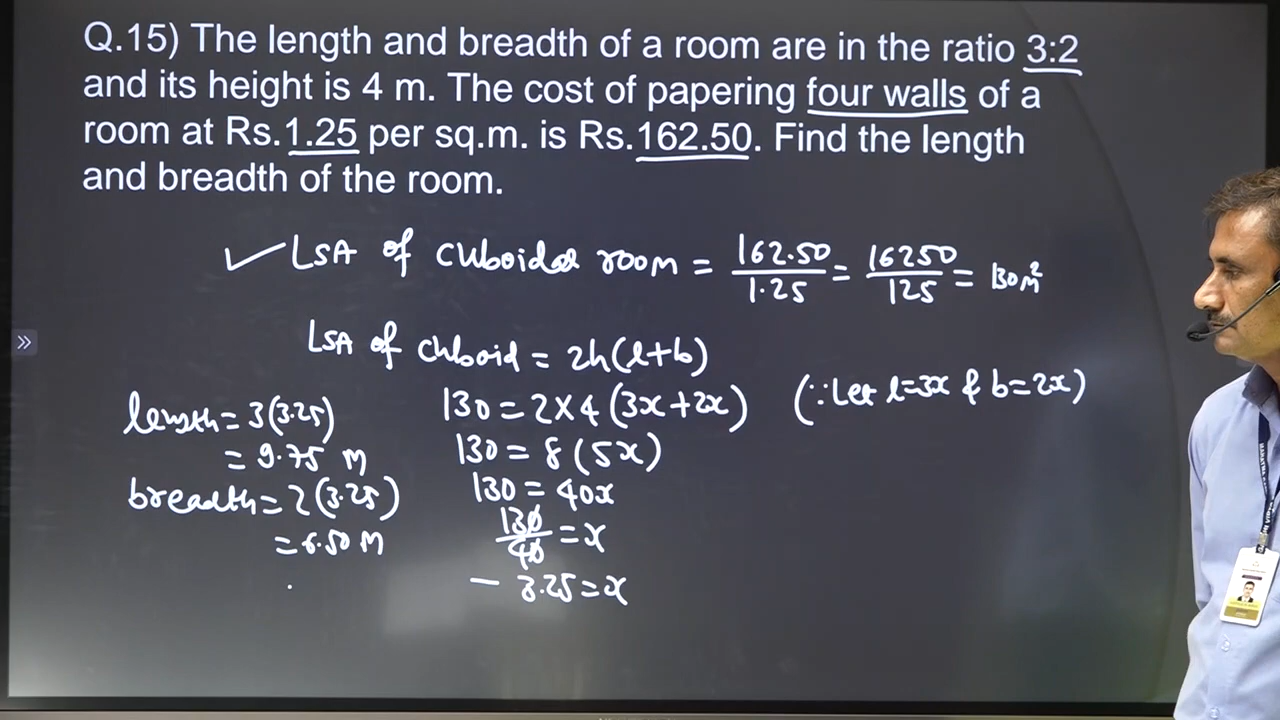 Q.15) The length and breadth of a room are in the ratio 3:2
and its height is 4 m. The cost of papering four walls of a
room at Rs.1.25 per sq.m. is Rs.162.50. Find the length
and breadth of the room.
✓ LSA of cuboidal room = 162.50/1.25 = 16250/125 = 130 m²
LSA of cuboid = 2h(l+b)
130 = 2×4 (3x+2x) (∵ Let l=3x & b=2x)
130 = 8 (5x)
130 = 40x
130/40 = x
- 3.25 = x
length = 3(3.25)
= 9.75 m
breadth = 2(3.25)
= 6.50 m